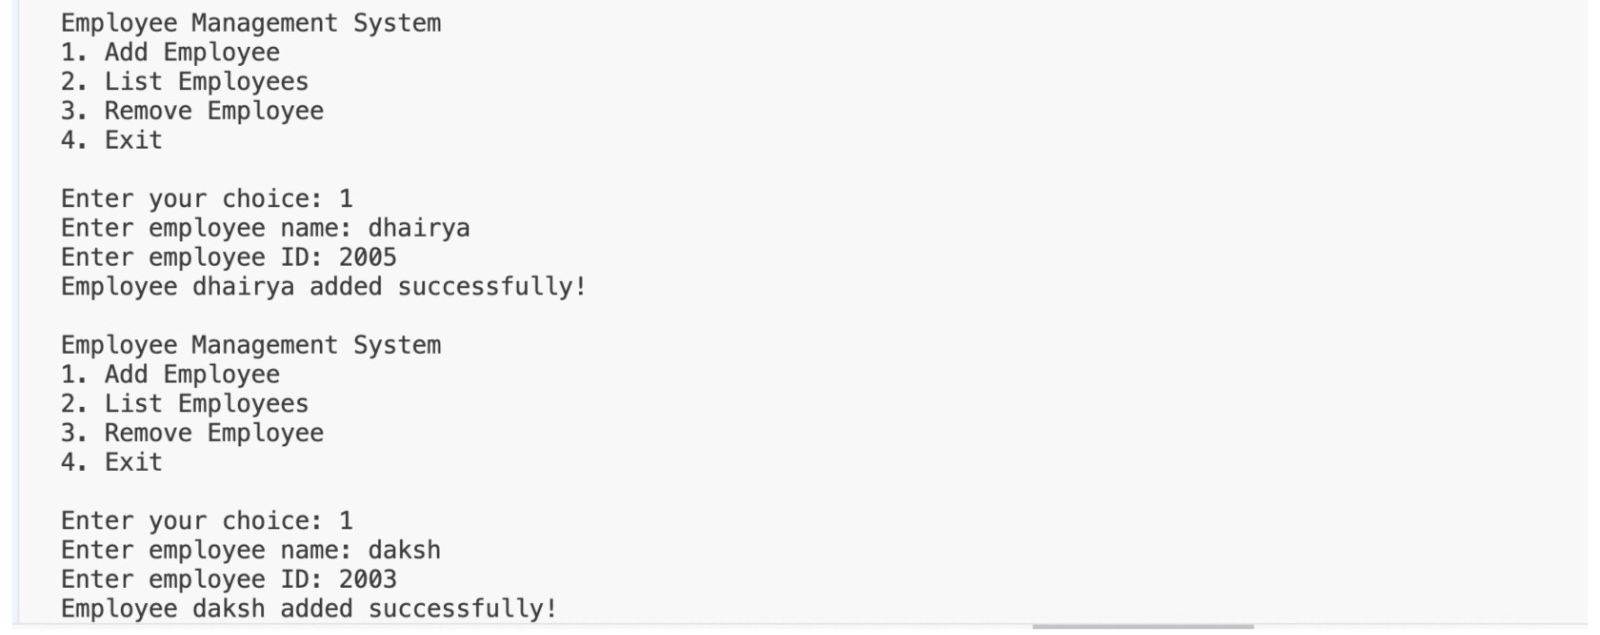 Employee Management System
1. Add Employee
2. List Employees
3. Remove Employee
4. Exit
Enter your choice: 1
Enter employee name: dhairya
Enter employee ID: 2005
Employee dhairya added successfully!
Employee Management System
1. Add Employee
2. List Employees
3. Remove Employee
4. Exit
Enter your choice: 1
Enter employee name: daksh
Enter employee ID: 2003
Employee daksh added successfully!